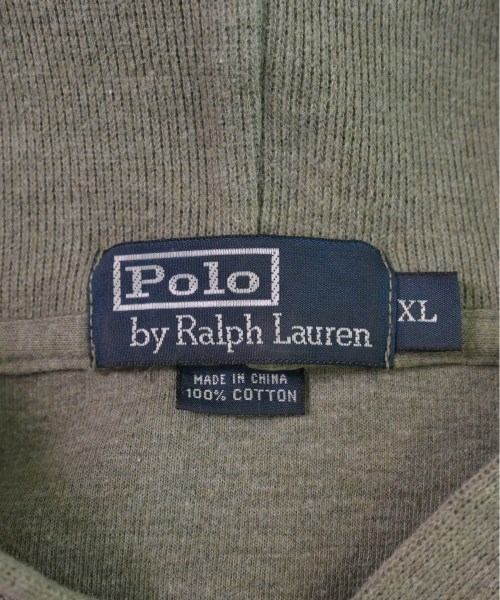 Polo
by Ralph Lauren
XL
MADE IN CHINA
100% COTTON